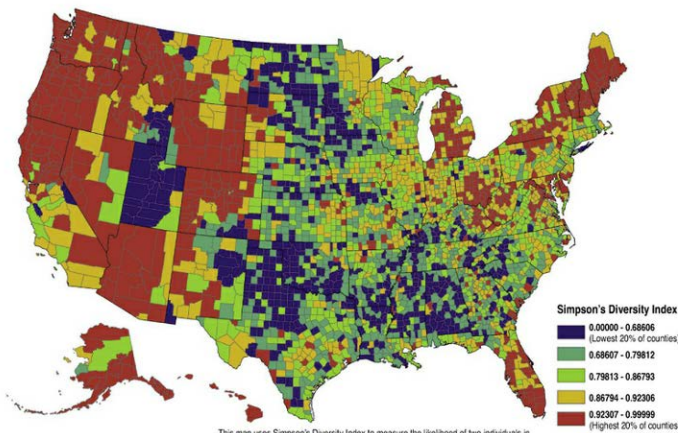 Simpson's Diversity Index
0.00000 - 0.68606
(Lowest 20% of counties)
0.68607 - 0.79812
0.79813 - 0.86793
0.86794 - 0.92306
0.92307 - 0.99999
(Highest 20% of counties
This map uses Simpson's Diversity Index to measure the likelihood of two individuals in